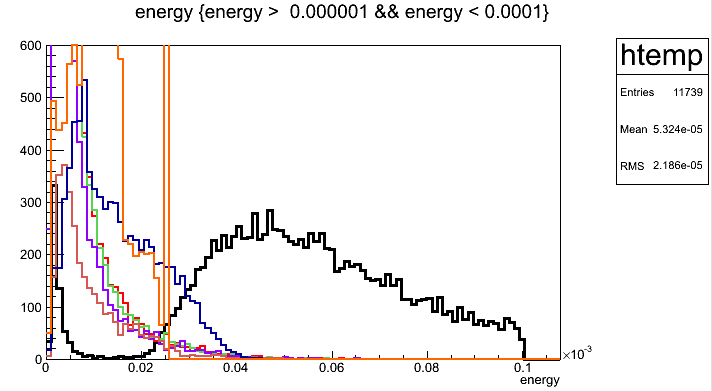 energy {energy >  0.000001 && energy < 0.0001}
htemp
Entries 11739
Mean 5.324e-05
RMS 2.186e-05
600
500
400
300
200
100
0
0 0.02 0.04 0.06 0.08 0.1 ×10⁻³
energy